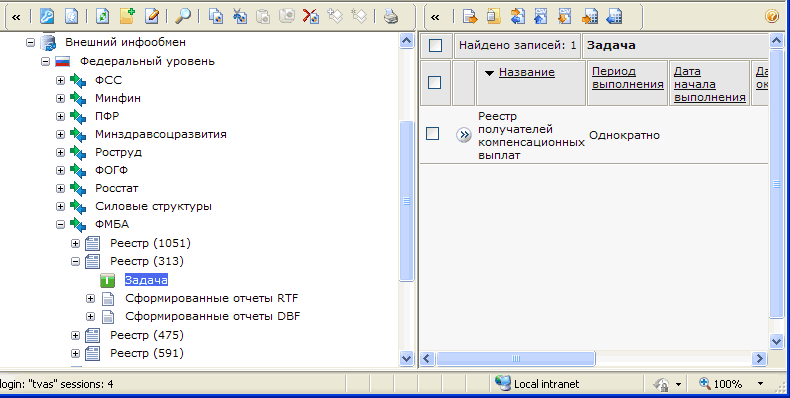 Внешний инфообмен
Федеральный уровень
ФСС
Минфин
ПФР
Минздравсоцразвития
Роструд
ФОГФ
Росстат
Силовые структуры
ФМБА
Реестр (1051)
Реестр (313)
Задача
Сформированные отчеты RTF
Сформированные отчеты DBF
Реестр (475)
Реестр (591)
Найдено записей: 1 Задача
Название
Период
выполнения
Дата
начала
выполнения
Да
ок
Реестр
получателей
компенсационных
выплат
Однократно
login: "tvas" sessions: 4
Local intranet
100%